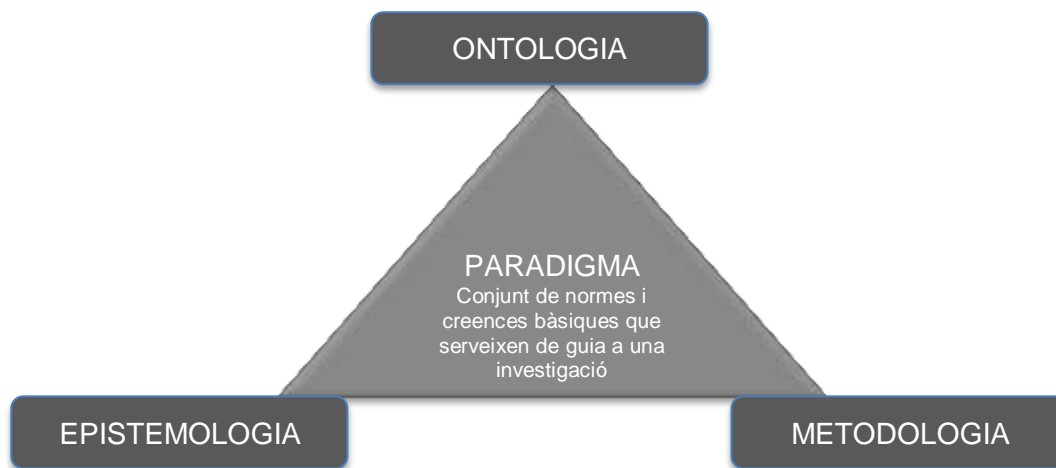 ONTOLOGIA
PARADIGMA
Conjunt de normes i
creences bàsiques que
serveixen de guia a una
investigació
EPISTEMOLOGIA
METODOLOGIA